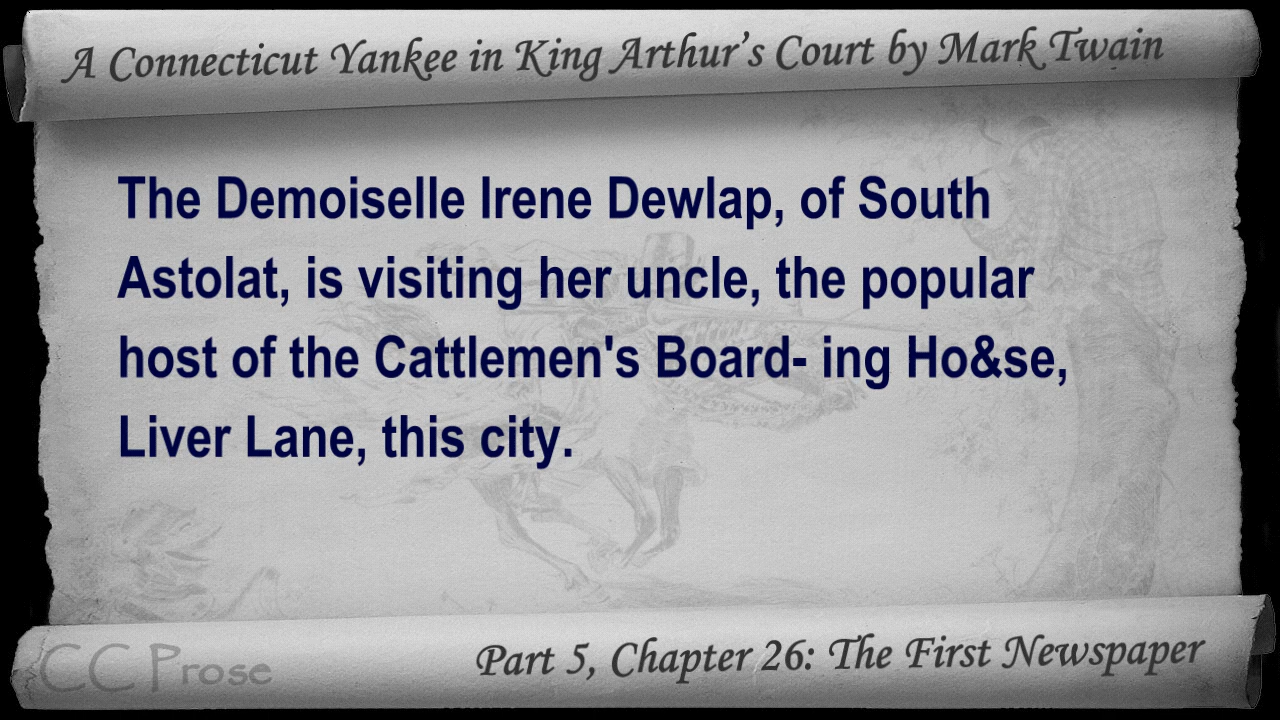 A Connecticut Yankee in King Arthur's Court by Mark Twain
The Demoiselle Irene Dewlap, of South
Astolat, is visiting her uncle, the popular
host of the Cattlemen's Board- ing Ho&se,
Liver Lane, this city.
CC Prose
Part 5, Chapter 26: The First Newspaper